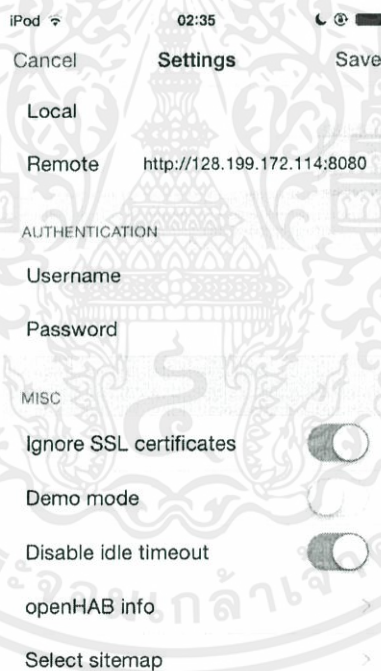 iPod 02:35
Cancel Settings Save
Local
Remote http://128.199.172.114:8080
AUTHENTICATION
Username
Password
MISC
Ignore SSL certificates
Demo mode
Disable idle timeout
openHAB info
Select sitemap